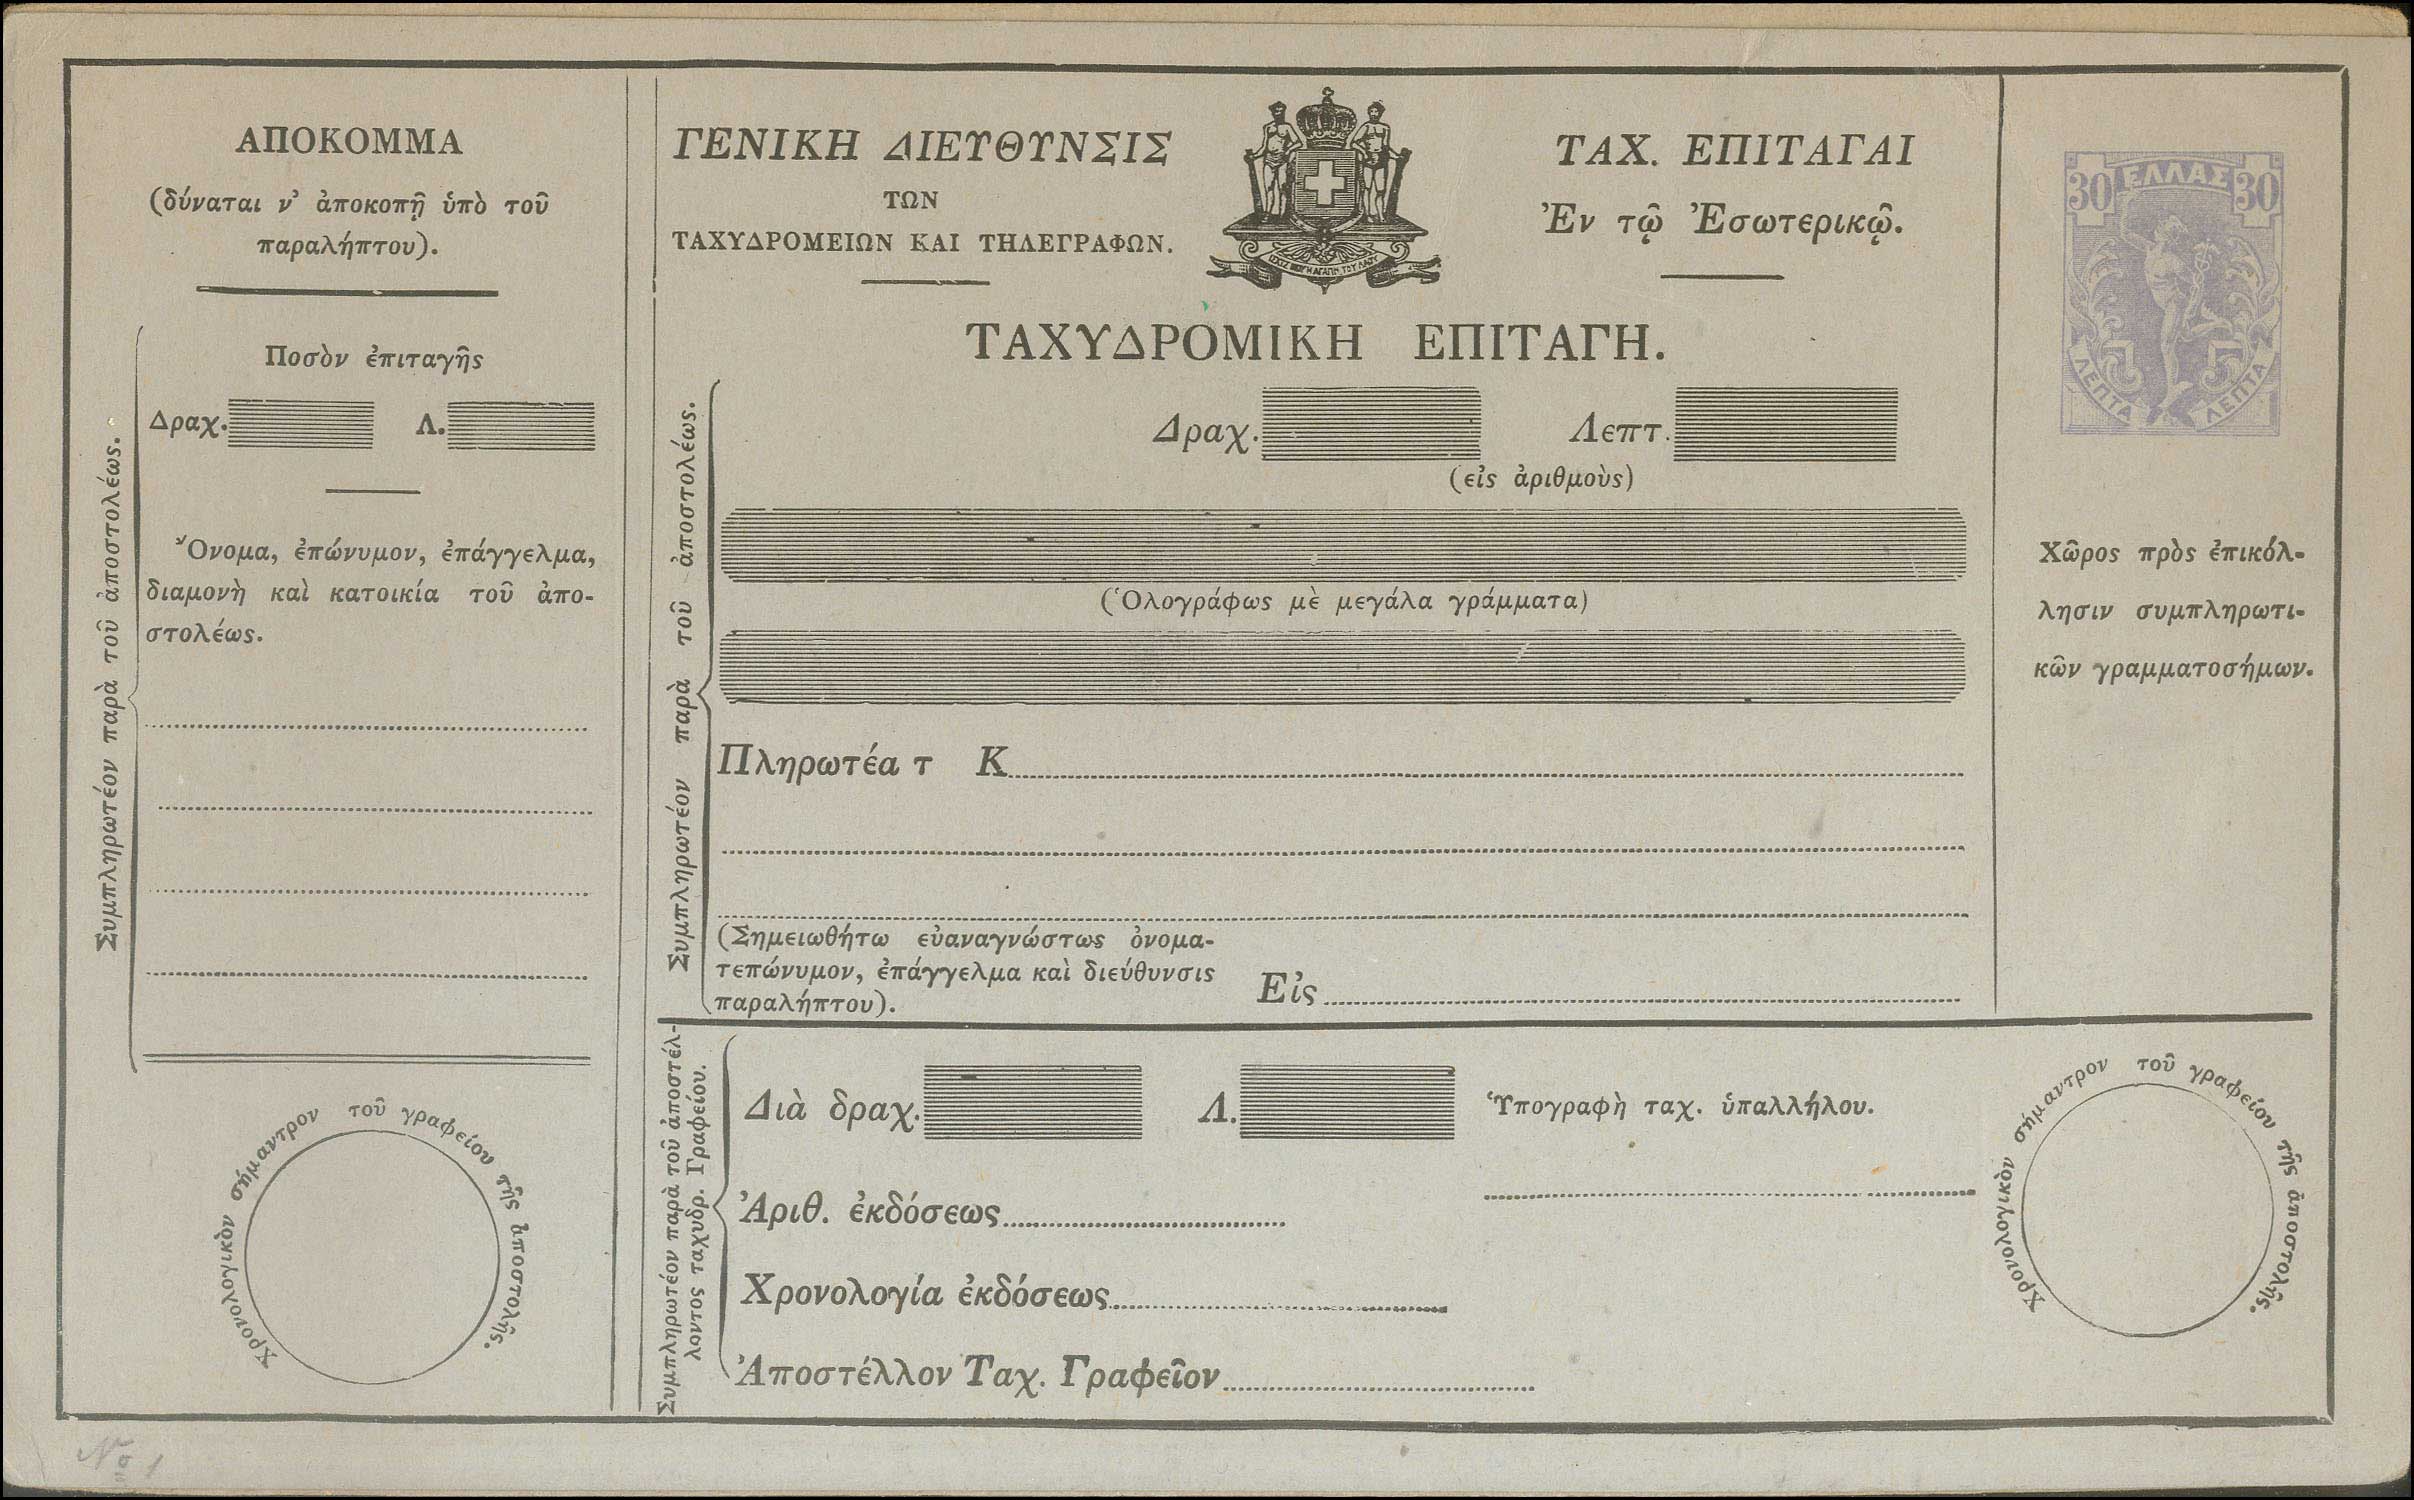 ΑΠΟΚΟΜΜΑ
(δύναται ν' ἀποκοπῇ ὑπὸ τοῦ
παραλήπτου).
Συμπληρωτέον παρὰ τοῦ ἀποστολέως.
Ποσὸν ἐπιταγῆς
Δραχ. Λ.
Ὄνομα, ἐπώνυμον, ἐπάγγελμα,
διαμονὴ καὶ κατοικία τοῦ ἀπο-
στολέως.
Χρονολογικὸν σήμαντρον τοῦ γραφείου τῆς ἀποστολῆς.
ΓΕΝΙΚΗ ΔΙΕΥΘΥΝΣΙΣ
ΤΩΝ
ΤΑΧΥΔΡΟΜΕΙΩΝ ΚΑΙ ΤΗΛΕΓΡΑΦΩΝ.
ΤΑΧ. ΕΠΙΤΑΓΑΙ
Ἐν τῷ Ἐσωτερικῷ.
ΤΑΧΥΔΡΟΜΙΚΗ ΕΠΙΤΑΓΗ.
Συμπληρωτέον παρὰ τοῦ ἀποστολέως.
Δραχ. Λεπτ.
(εἰς ἀριθμοὺς)
(Ὁλογράφως μὲ μεγάλα γράμματα)
Πληρωτέα τ Κ
(Σημειωθήτω εὐαναγνώστως ὀνομα-
τεπώνυμον, ἐπάγγελμα καὶ διεύθυνσις
παραλήπτου).
Εἰς
30 ΕΛΛΑΣ 30
ΛΕΠΤΑ ΛΕΠΤΑ
Χῶρος πρὸς ἐπικόλ-
λησιν συμπληρωτι-
κῶν γραμματοσήμων.
Συμπληρωτέον παρὰ τοῦ ἀποστέλ-
λοντος ταχυδρ. Γραφείου.
Διὰ δραχ. Λ.
Ὑπογραφὴ ταχ. ὑπαλλήλου.
Ἀριθ. ἐκδόσεως
Χρονολογία ἐκδόσεως
Ἀποστέλλον Ταχ. Γραφεῖον
Χρονολογικὸν σήμαντρον τοῦ γραφείου τῆς ἀποστολῆς.
No 1